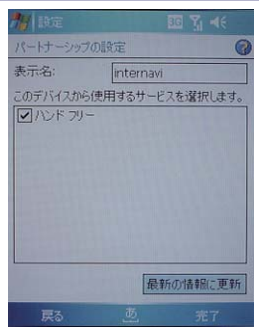 設定
3G
パートナーシップの設定
?
表示名:
internavi
このデバイスから使用するサービスを選択します。
ハンド フリー
最新の情報に更新
戻る
あ
完了